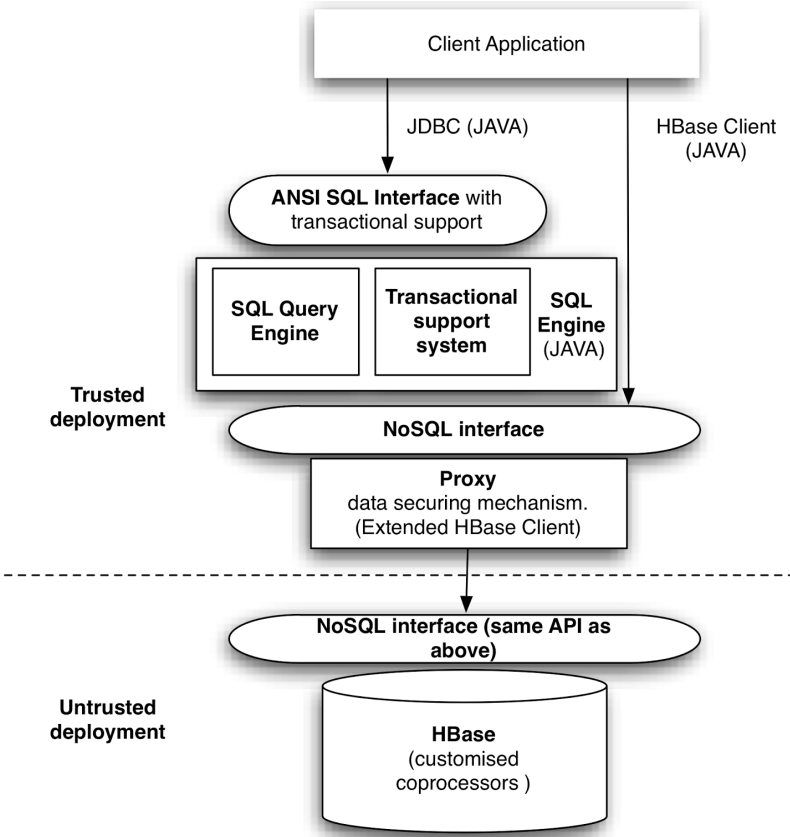 Client Application
JDBC (JAVA)
HBase Client
(JAVA)
ANSI SQL Interface with
transactional support
SQL Query
Engine
Transactional
support
system
SQL
Engine
(JAVA)
Trusted
deployment
NoSQL interface
Proxy
data securing mechanism.
(Extended HBase Client)
NoSQL interface (same API as
above)
Untrusted
deployment
HBase
(customised
coprocessors )